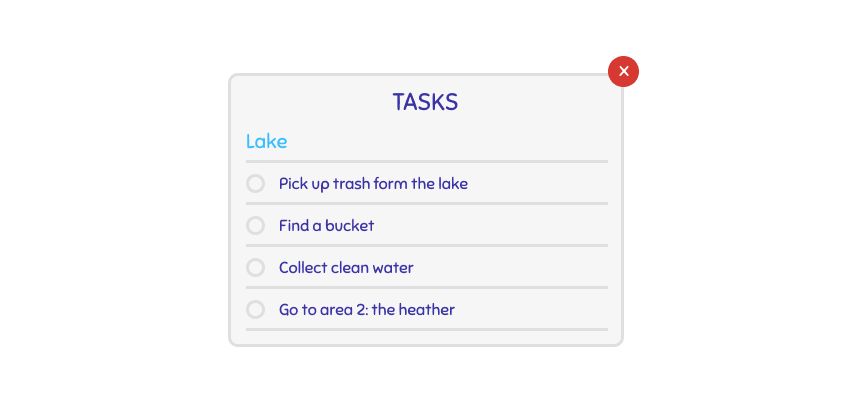 X
TASKS
Lake
Pick up trash form the lake
Find a bucket
Collect clean water
Go to area 2: the heather